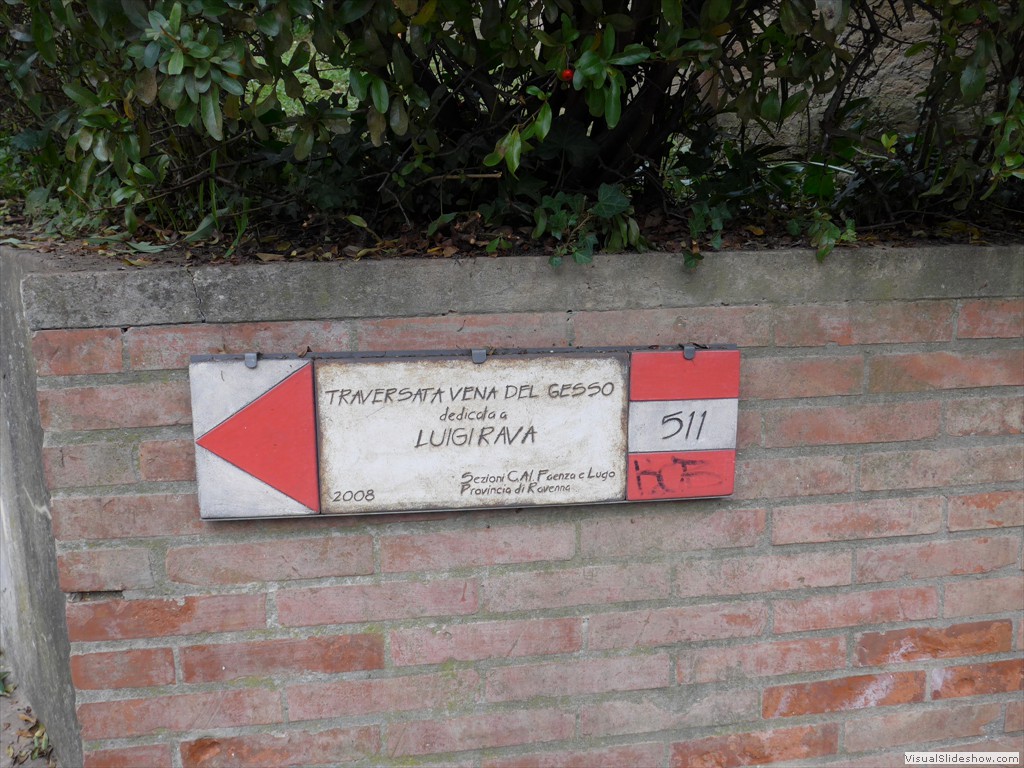 TRAVERSATA VENA DEL GESSO
dedicata a
LUIGI RAVA
Sezioni C.A.I. Faenza e Lugo
Provincia di Ravenna
2008
511
VisualSlideshow.com